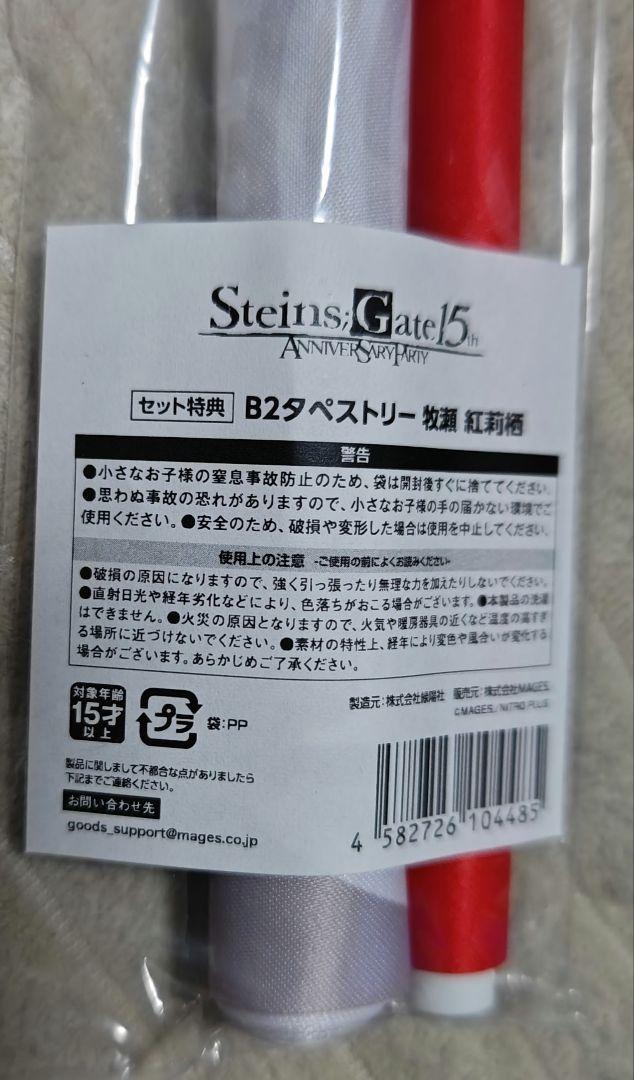 Steins;Gate 15th
ANNIVERSARY PARTY
セット特典 B2タペストリー 牧瀬 紅莉栖
警告
●小さなお子様の窒息事故防止のため、袋は開封後すぐに捨ててください。
●思わぬ事故の恐れがありますので、小さなお子様の手の届かない環境でご
使用ください。●安全のため、破損や変形した場合は使用を中止してください。
使用上の注意 -ご使用の前によくお読みください-
●破損の原因になりますので、強く引っ張ったり無理な力を加えたりしないでください。
●直射日光や経年劣化などにより、色落ちがおこる場合がございます。●本製品の洗濯
はできません。●火災の原因となりますので、火気や暖房器具の近くなど温度の高すぎ
る場所に近づけないでください。●素材の特性上、経年により変色や風合いが変化する
場合がございます。あらかじめご了承ください。
対象年齢
15才
以上
プラ
袋:PP
製造元:株式会社 販売元:株式会社MAGES.
©MAGES./NITRO PLUS
製品に関しまして不都合な点がありましたら
下記までご連絡ください。
お問い合わせ先
goods_support@mages.co.jp
4 582726 104485